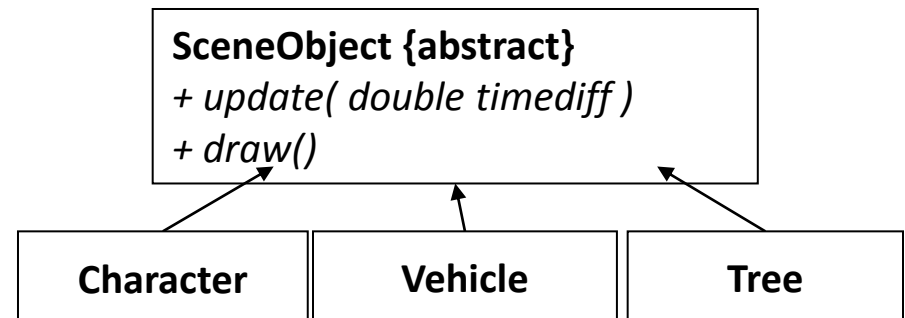 SceneObject {abstract}
+ update( double timediff )
+ draw()
Character
Vehicle
Tree